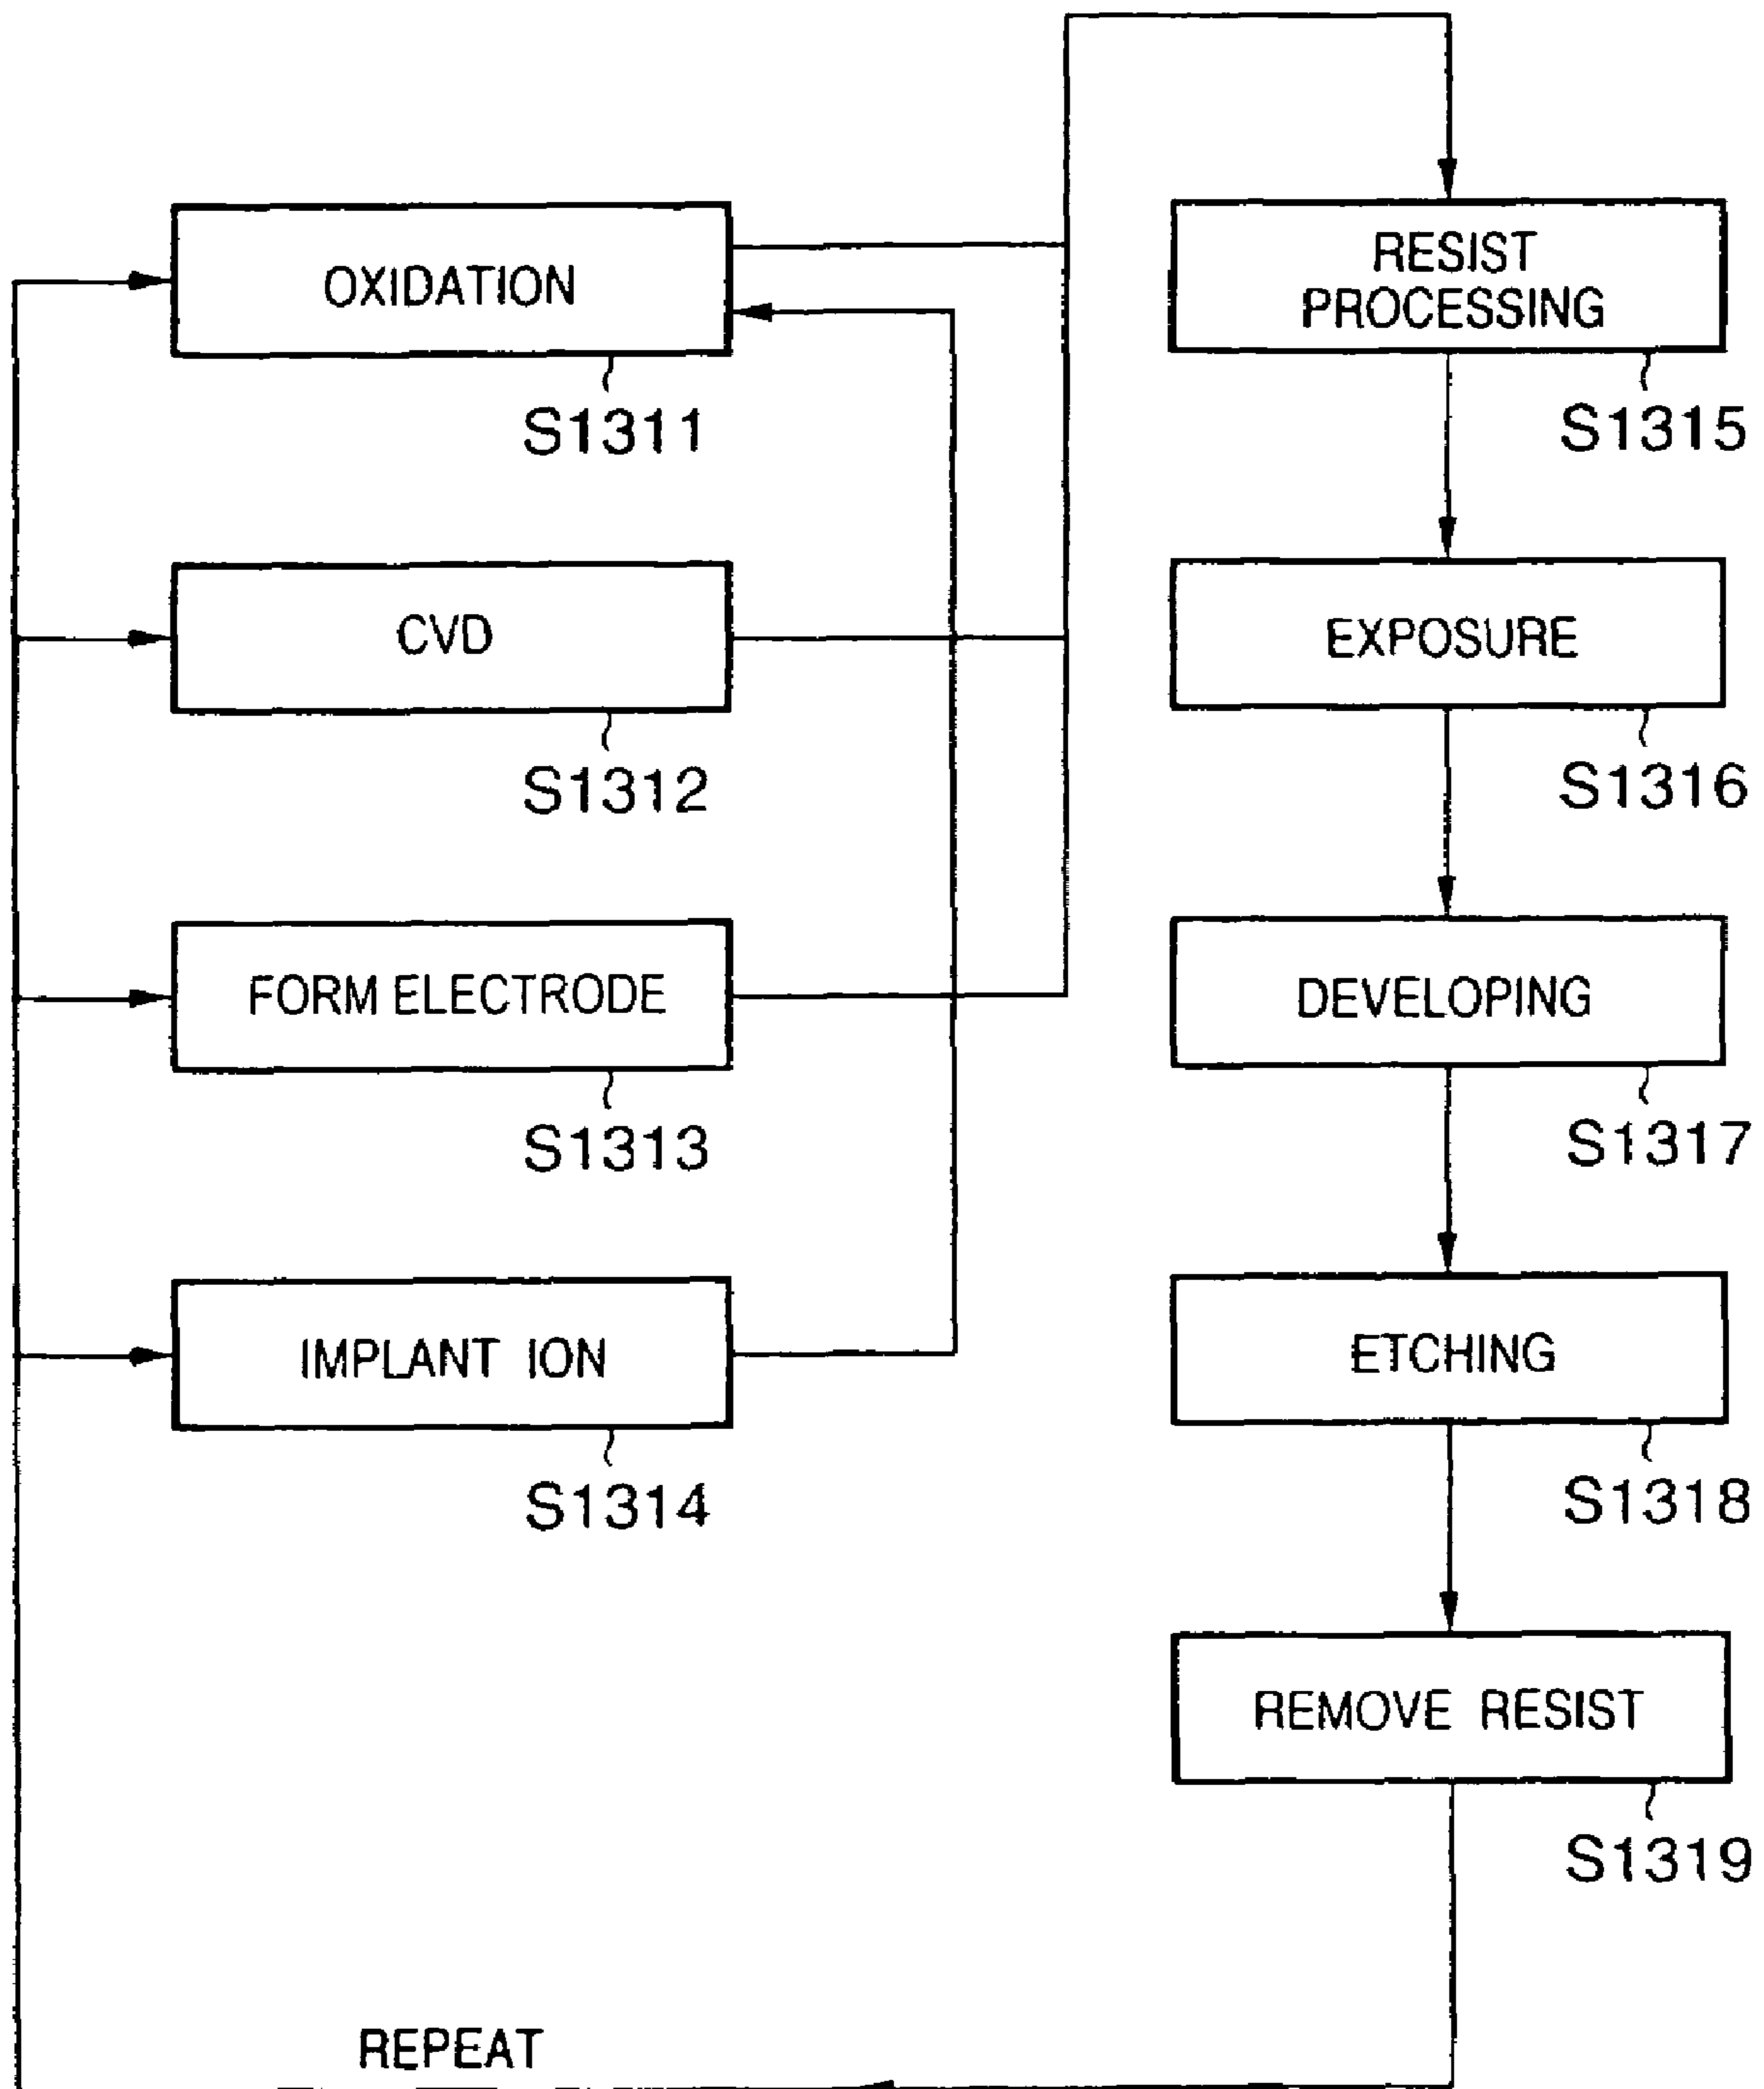 OXIDATION
S1311
CVD
S1312
FORM ELECTRODE
S1313
IMPLANT ION
S1314
RESIST
PROCESSING
S1315
EXPOSURE
S1316
DEVELOPING
S1317
ETCHING
S1318
REMOVE RESIST
S1319
REPEAT